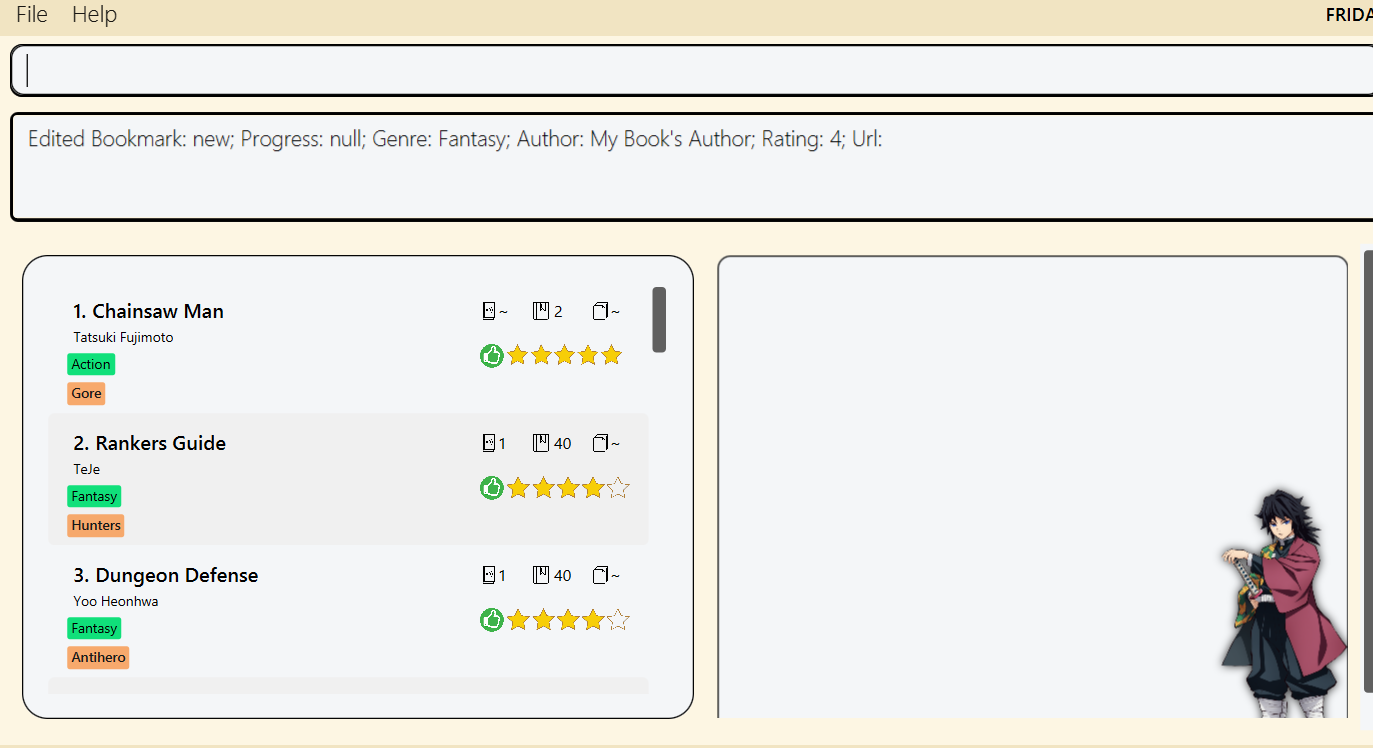 File Help FRIDA
Edited Bookmark: new; Progress: null; Genre: Fantasy; Author: My Book's Author; Rating: 4; Url:
1. Chainsaw Man ~ 2 ~
Tatsuki Fujimoto
Action
Gore
2. Rankers Guide 1 40 ~
TeJe
Fantasy
Hunters
3. Dungeon Defense 1 40 ~
Yoo Heonhwa
Fantasy
Antihero